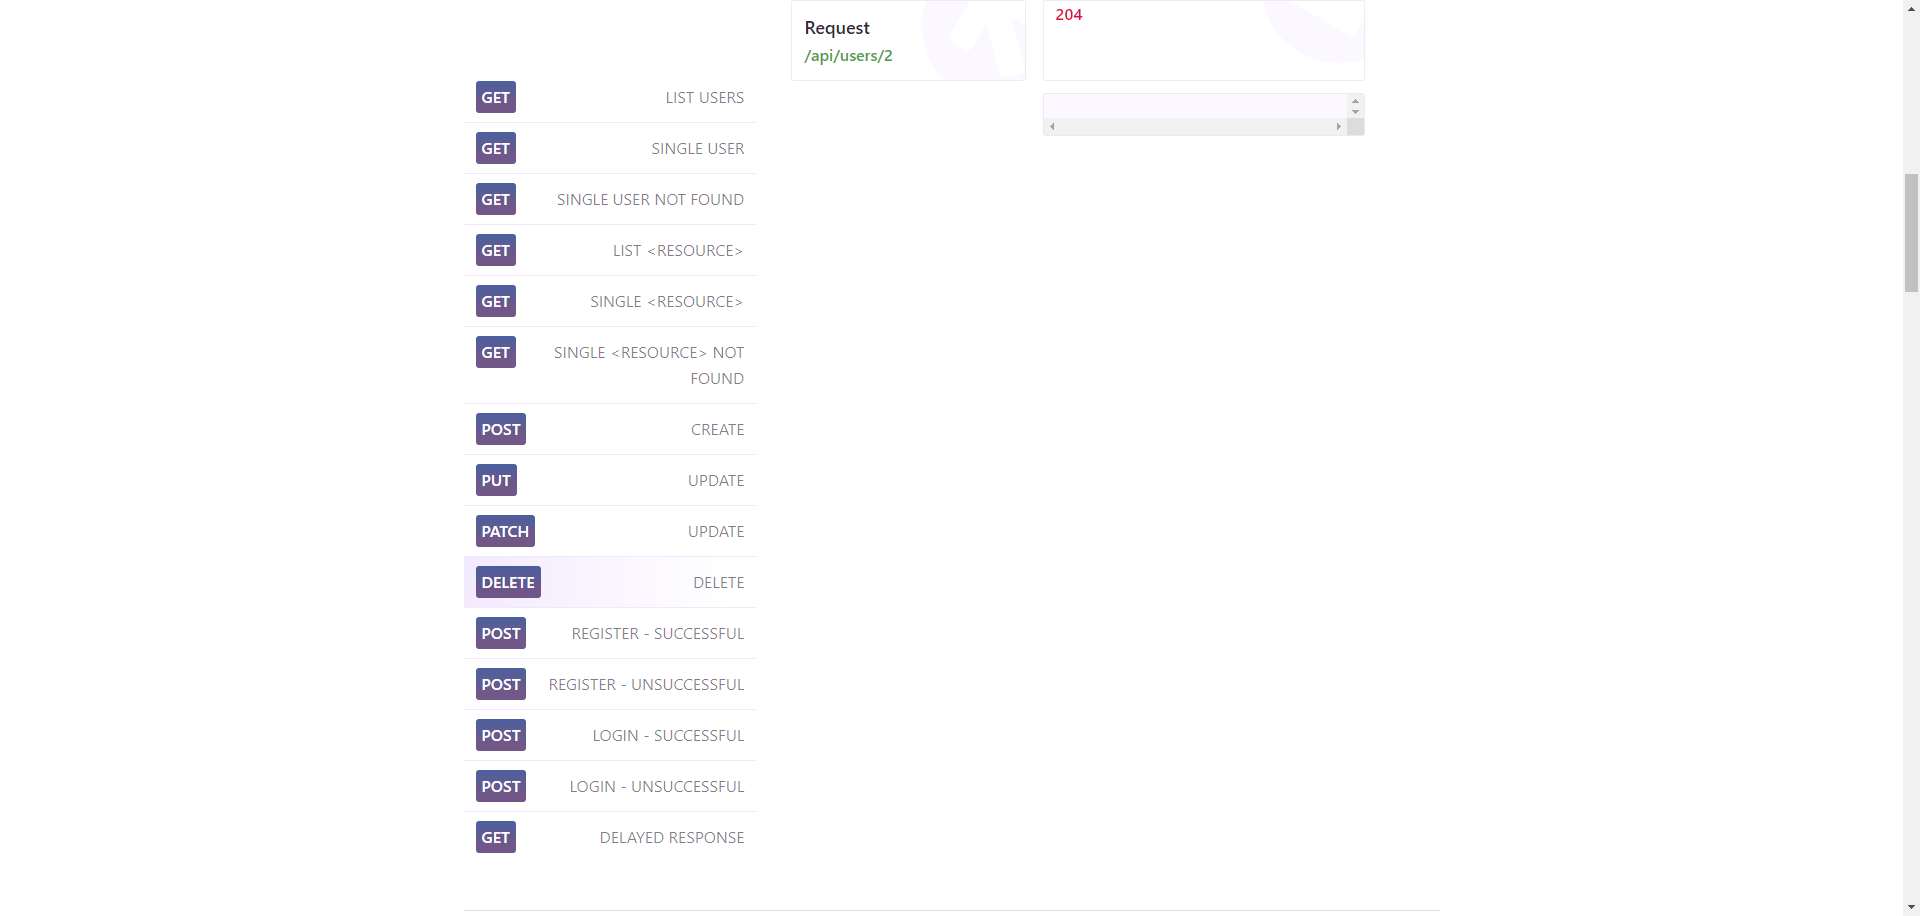 Request
/api/users/2
204
GET LIST USERS
GET SINGLE USER
GET SINGLE USER NOT FOUND
GET LIST <RESOURCE>
GET SINGLE <RESOURCE>
GET SINGLE <RESOURCE> NOT
FOUND
POST CREATE
PUT UPDATE
PATCH UPDATE
DELETE DELETE
POST REGISTER - SUCCESSFUL
POST REGISTER - UNSUCCESSFUL
POST LOGIN - SUCCESSFUL
POST LOGIN - UNSUCCESSFUL
GET DELAYED RESPONSE